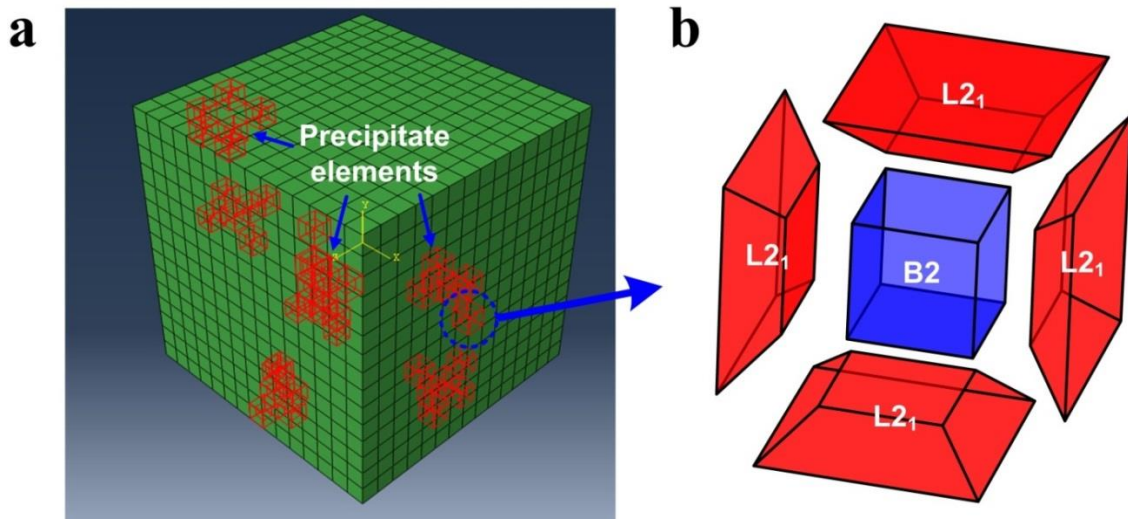 a
b
Precipitate
elements
Y
X
L2₁
L2₁
B2
L2₁
L2₁